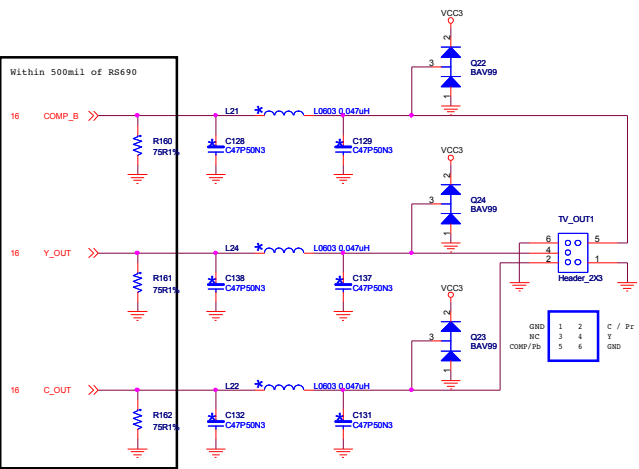 VCC3
2
3
Q22
BAV99
1
Within 500mil of RS690
16 COMP_B
L21 * L0603 0.047uH
R160
75R1%
C128
C47P50N3
C129
C47P50N3
VCC3
2
3
Q24
BAV99
1
TV_OUT1
6 5
4
2 1
Header_2X3
16 Y_OUT
L24 * L0603 0.047uH
R161
75R1%
C138
C47P50N3
C137
C47P50N3
VCC3
2
3
Q23
BAV99
1
GND 1 2 C / Pr
NC 3 4 Y
COMP/Pb 5 6 GND
16 C_OUT
L22 * L0603 0.047uH
R162
75R1%
C132
C47P50N3
C131
C47P50N3